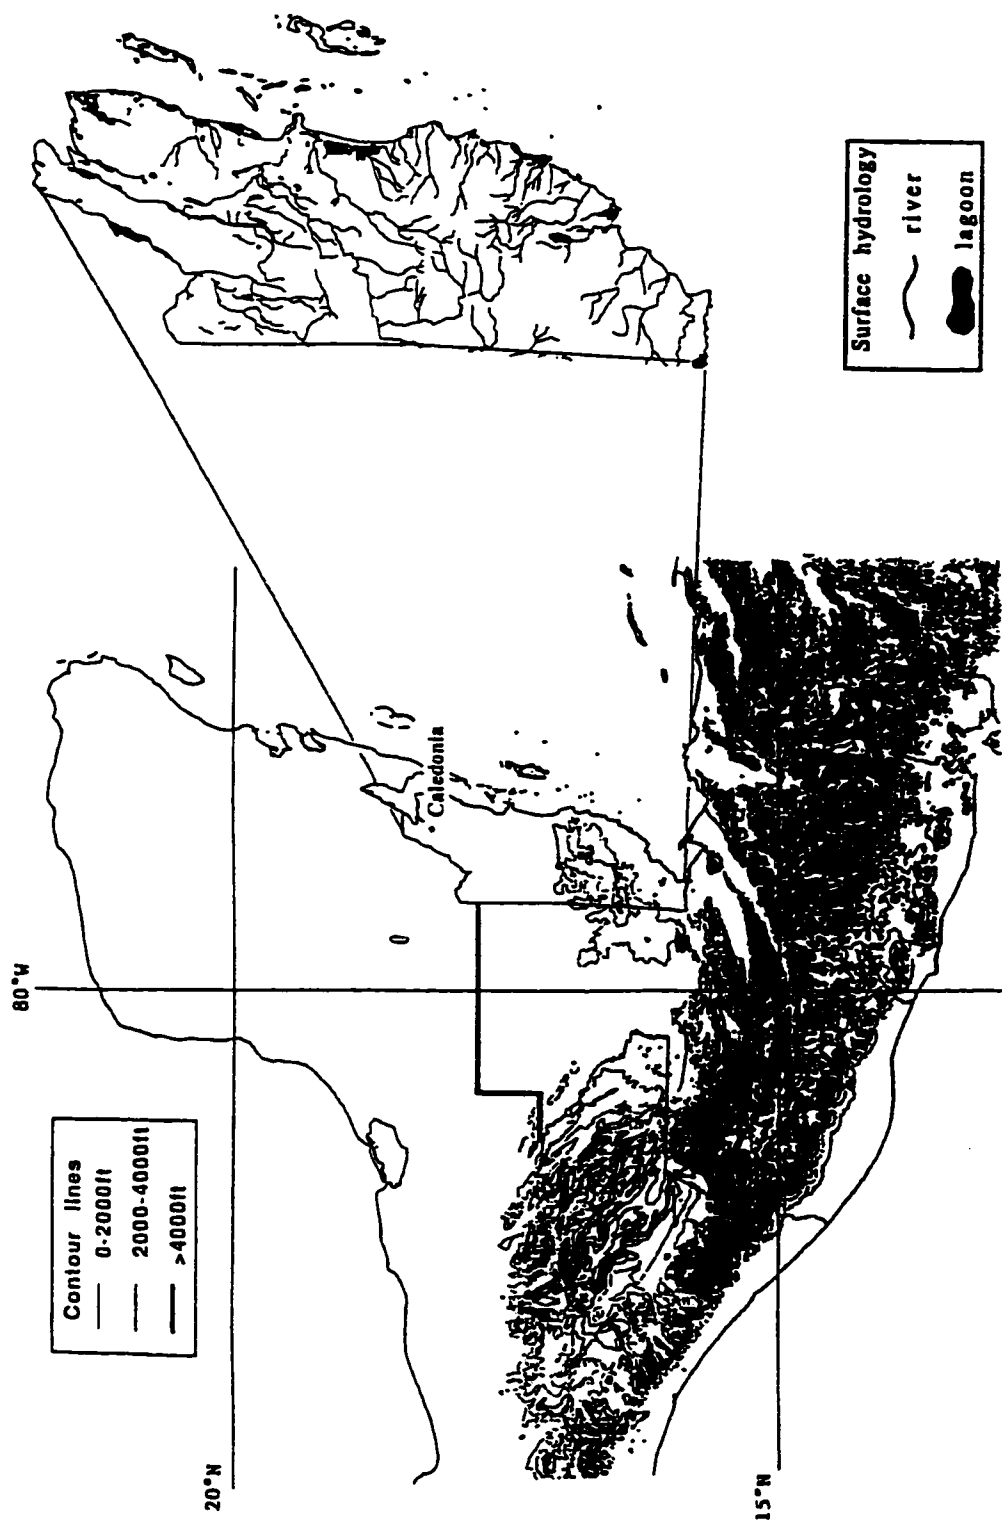 80°W
20°N
15°N
Contour lines
0-2000ft
2000-4000ft
>4000ft
Caledonia
Surface hydrology
river
lagoon